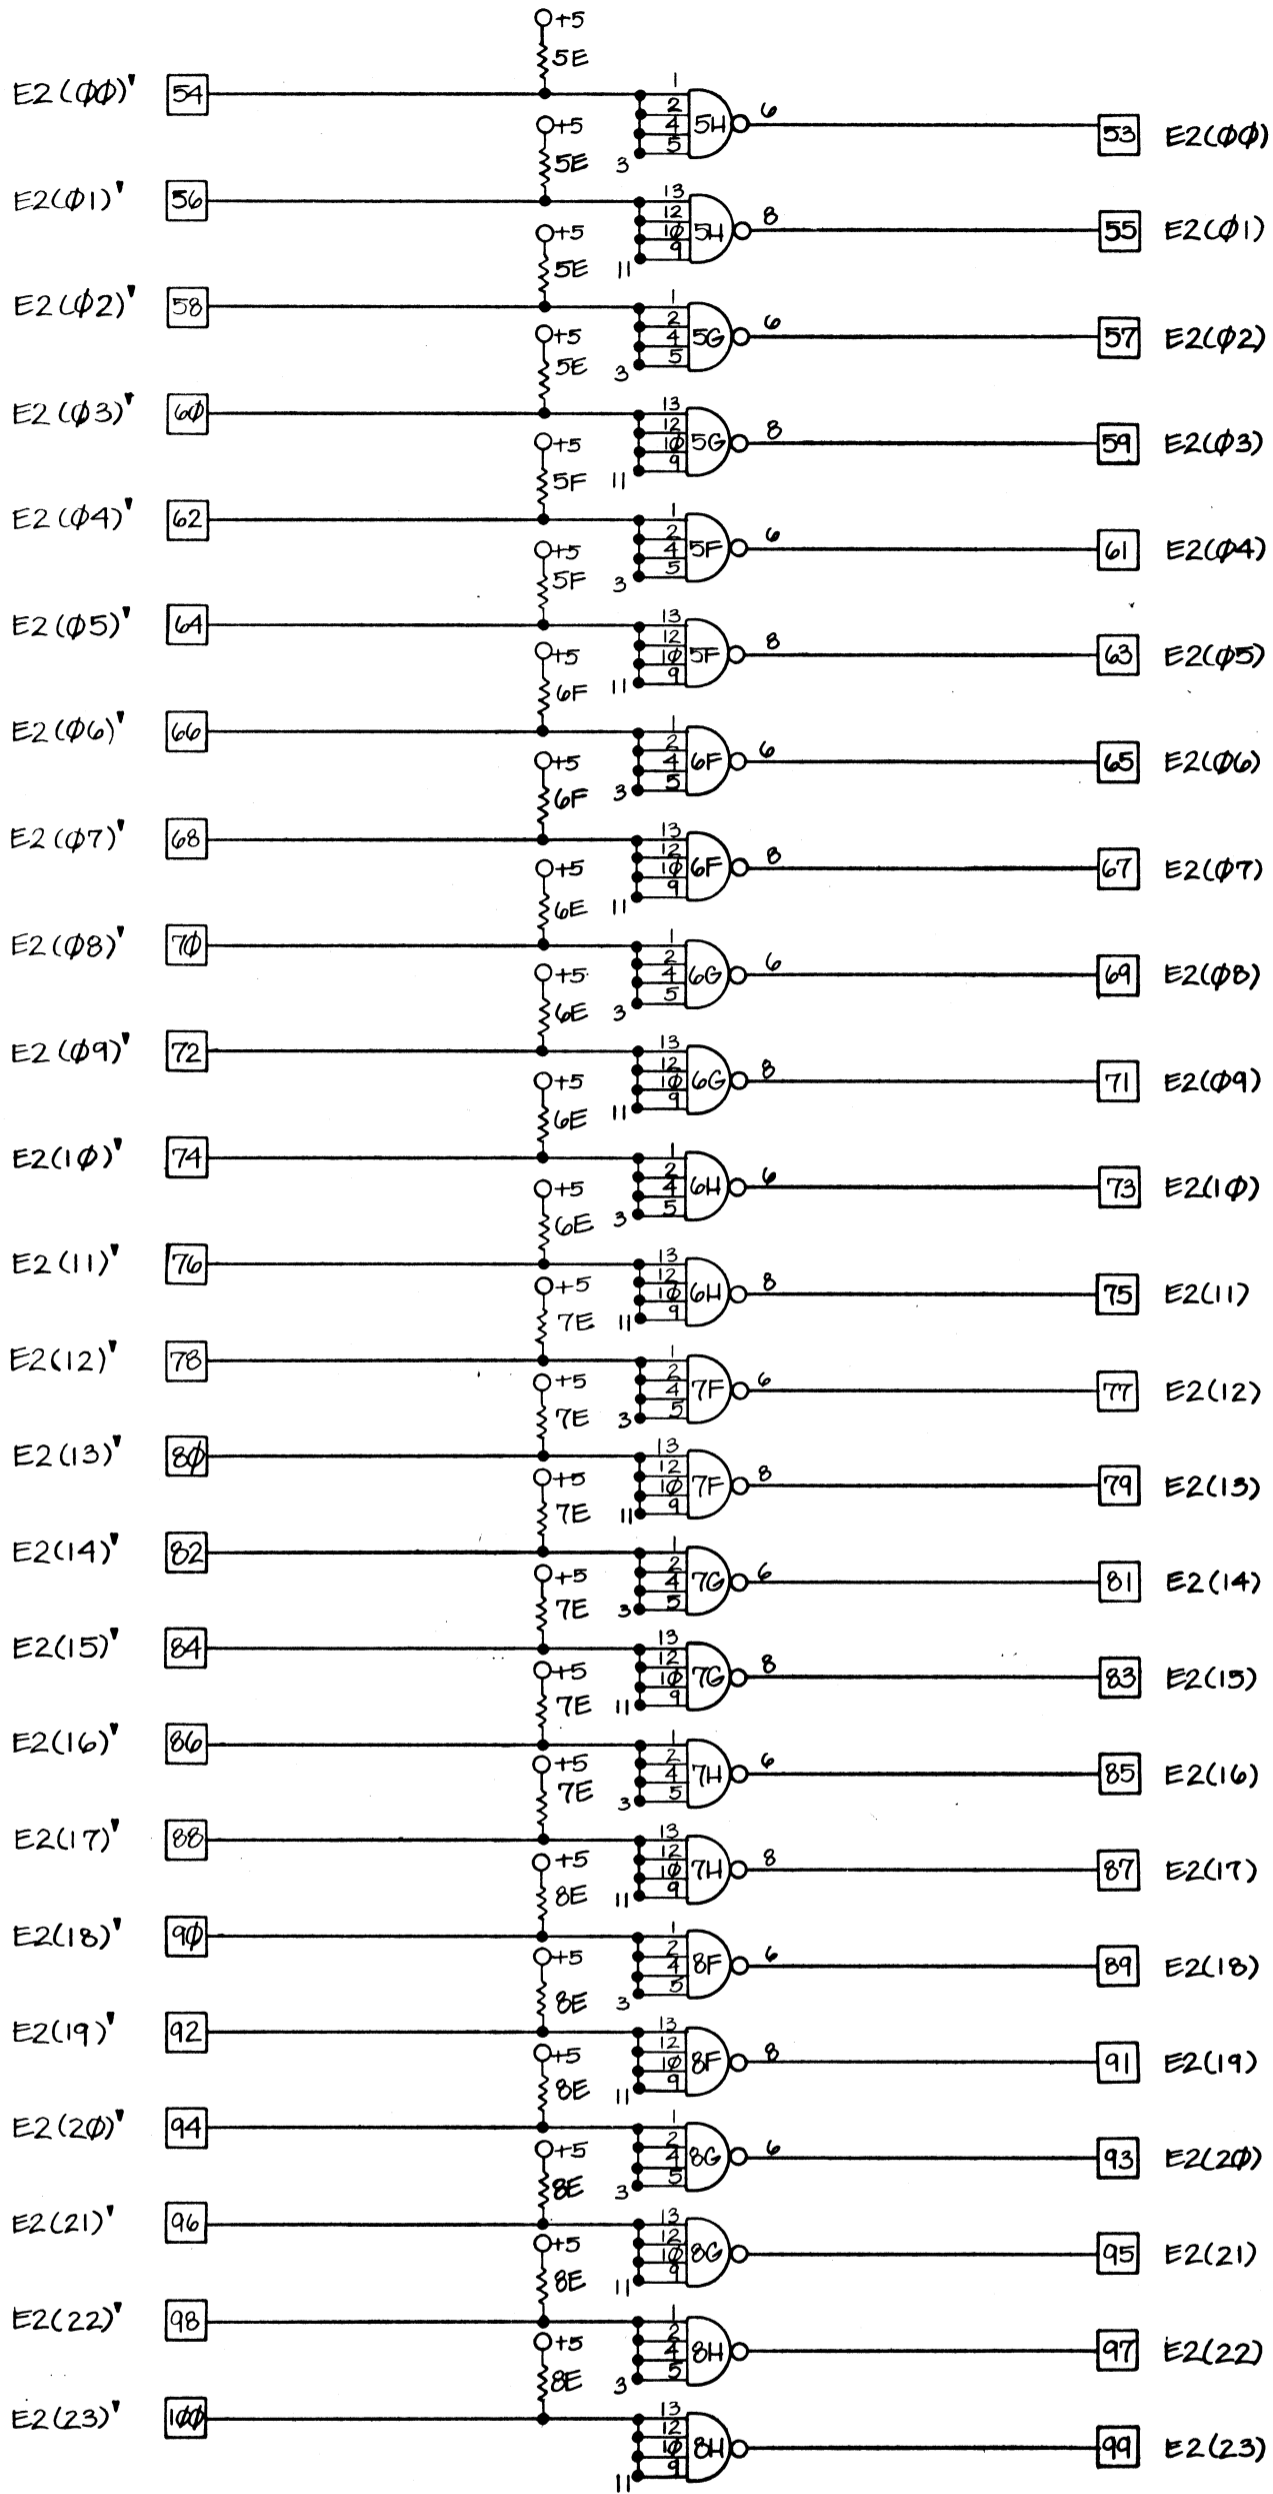 +5
5E
E2(ØØ)' 54 1 2 4 5 3 5H 6 53 E2(ØØ)
+5
5E
E2(Ø1)' 56 13 12 1Ø 9 11 5H 8 55 E2(Ø1)
+5
5E
E2(Ø2)' 58 1 2 4 5 3 5G 6 57 E2(Ø2)
+5
5E
E2(Ø3)' 6Ø 13 12 1Ø 9 11 5G 8 59 E2(Ø3)
+5
5F
E2(Ø4)' 62 1 2 4 5 3 5F 6 61 E2(Ø4)
+5
5F
E2(Ø5)' 64 13 12 1Ø 9 11 5F 8 63 E2(Ø5)
+5
6F
E2(Ø6)' 66 1 2 4 5 3 6F 6 65 E2(Ø6)
+5
6F
E2(Ø7)' 68 13 12 1Ø 9 11 6F 8 67 E2(Ø7)
+5
6E
E2(Ø8)' 7Ø 1 2 4 5 3 6G 6 69 E2(Ø8)
+5
6E
E2(Ø9)' 72 13 12 1Ø 9 11 6G 8 71 E2(Ø9)
+5
6E
E2(1Ø)' 74 1 2 4 5 3 6H 6 73 E2(1Ø)
+5
6E
E2(11)' 76 13 12 1Ø 9 11 6H 8 75 E2(11)
+5
7E
E2(12)' 78 1 2 4 5 3 7F 6 77 E2(12)
+5
7E
E2(13)' 8Ø 13 12 1Ø 9 11 7F 8 79 E2(13)
+5
7E
E2(14)' 82 1 2 4 5 3 7G 6 81 E2(14)
+5
7E
E2(15)' 84 13 12 1Ø 9 11 7G 8 83 E2(15)
+5
7E
E2(16)' 86 1 2 4 5 3 7H 6 85 E2(16)
+5
7E
E2(17)' 88 13 12 1Ø 9 11 7H 8 87 E2(17)
+5
8E
E2(18)' 9Ø 1 2 4 5 3 8F 6 89 E2(18)
+5
8E
E2(19)' 92 13 12 1Ø 9 11 8F 8 91 E2(19)
+5
8E
E2(2Ø)' 94 1 2 4 5 3 8G 6 93 E2(2Ø)
+5
8E
E2(21)' 96 13 12 1Ø 9 11 8G 95 E2(21)
+5
8E
E2(22)' 98 1 2 4 5 3 8H 97 E2(22)
+5
8E
E2(23)' 1ØØ 13 12 1Ø 9 11 8H 99 E2(23)